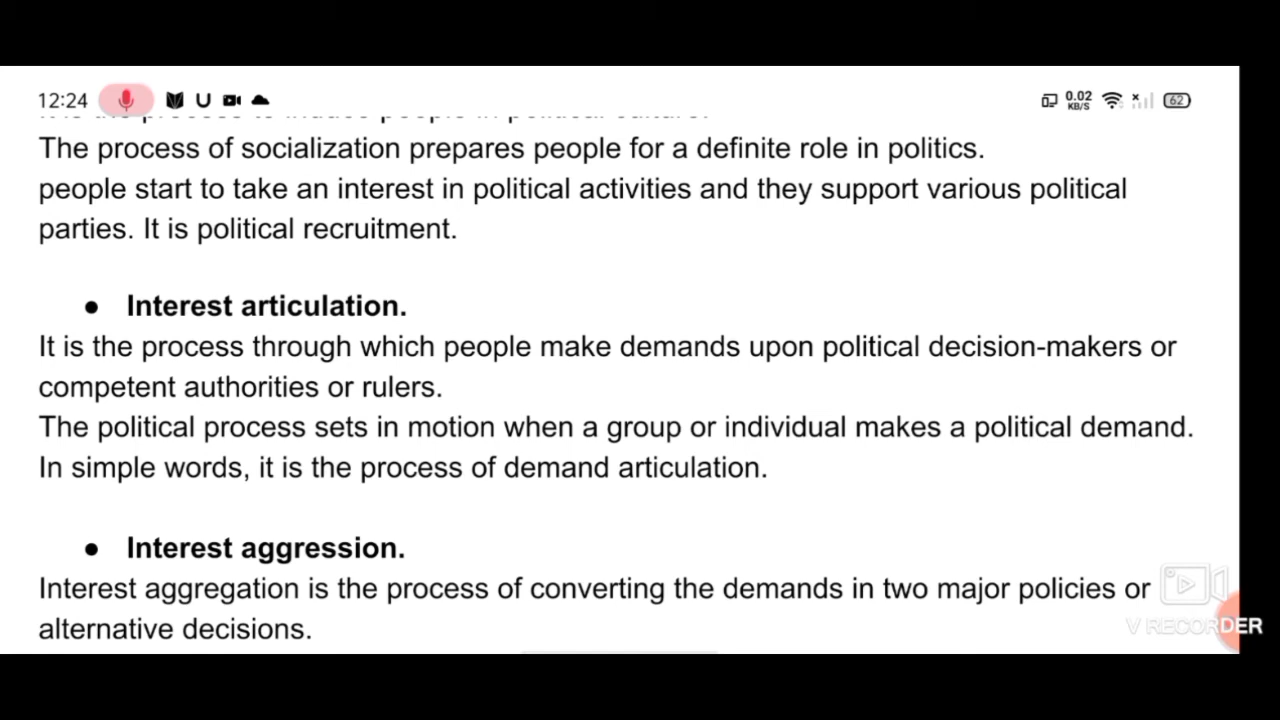 12:24 0.02 KB/S 62
The process of socialization prepares people for a definite role in politics.
people start to take an interest in political activities and they support various political
parties. It is political recruitment.
● Interest articulation.
It is the process through which people make demands upon political decision-makers or
competent authorities or rulers.
The political process sets in motion when a group or individual makes a political demand.
In simple words, it is the process of demand articulation.
● Interest aggression.
Interest aggregation is the process of converting the demands in two major policies or
alternative decisions.
V RECORDER